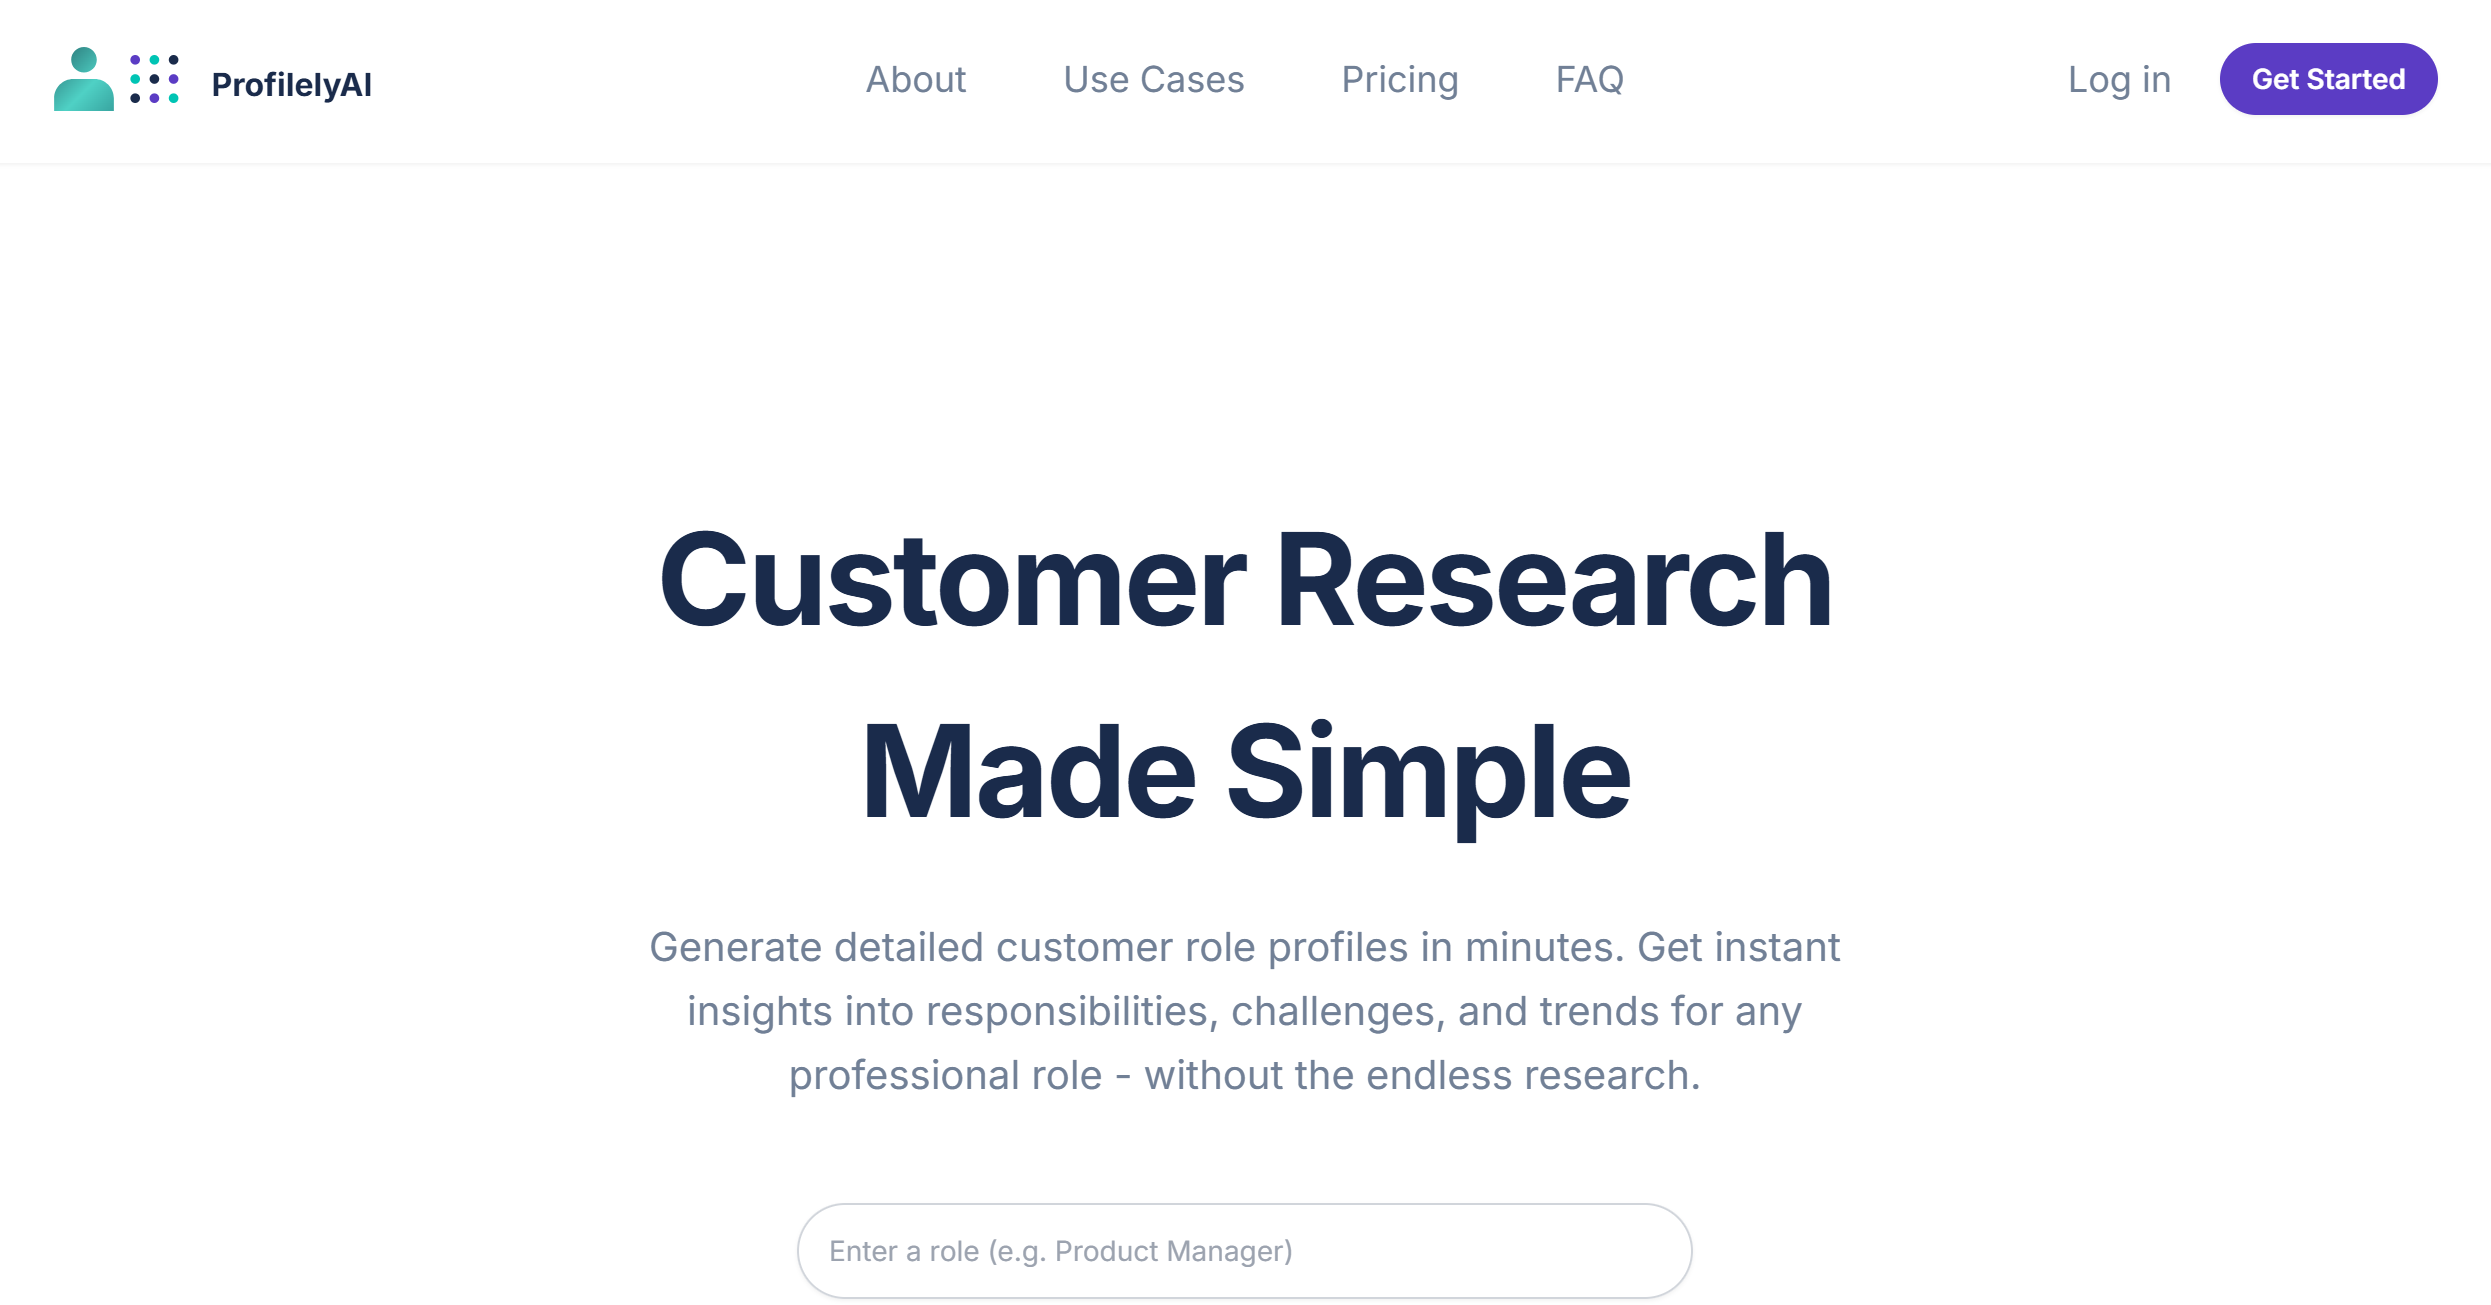 ProfilelyAI
About
Use Cases
Pricing
FAQ
Log in
Get Started
Customer Research
Made Simple
Generate detailed customer role profiles in minutes. Get instant
insights into responsibilities, challenges, and trends for any
professional role - without the endless research.
Enter a role (e.g. Product Manager)